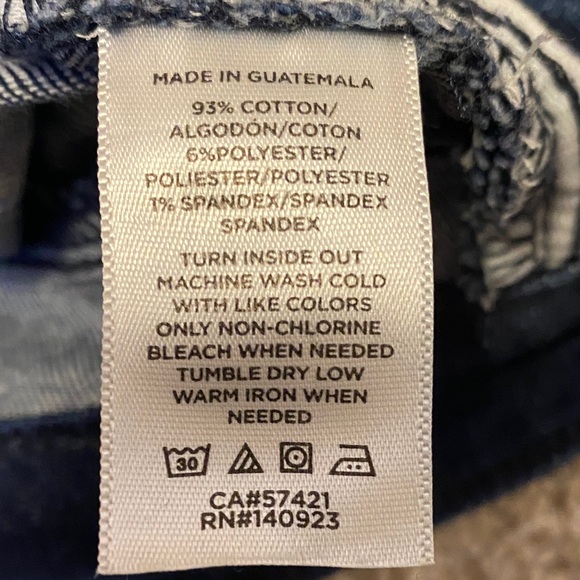 MADE IN GUATEMALA
93% COTTON/
ALGODÓN/COTON
6%POLYESTER/
POLIESTER/POLYESTER
1% SPANDEX/SPANDEX
SPANDEX
TURN INSIDE OUT
MACHINE WASH COLD
WITH LIKE COLORS
ONLY NON-CHLORINE
BLEACH WHEN NEEDED
TUMBLE DRY LOW
WARM IRON WHEN
NEEDED
30
CA#57421
RN#140923